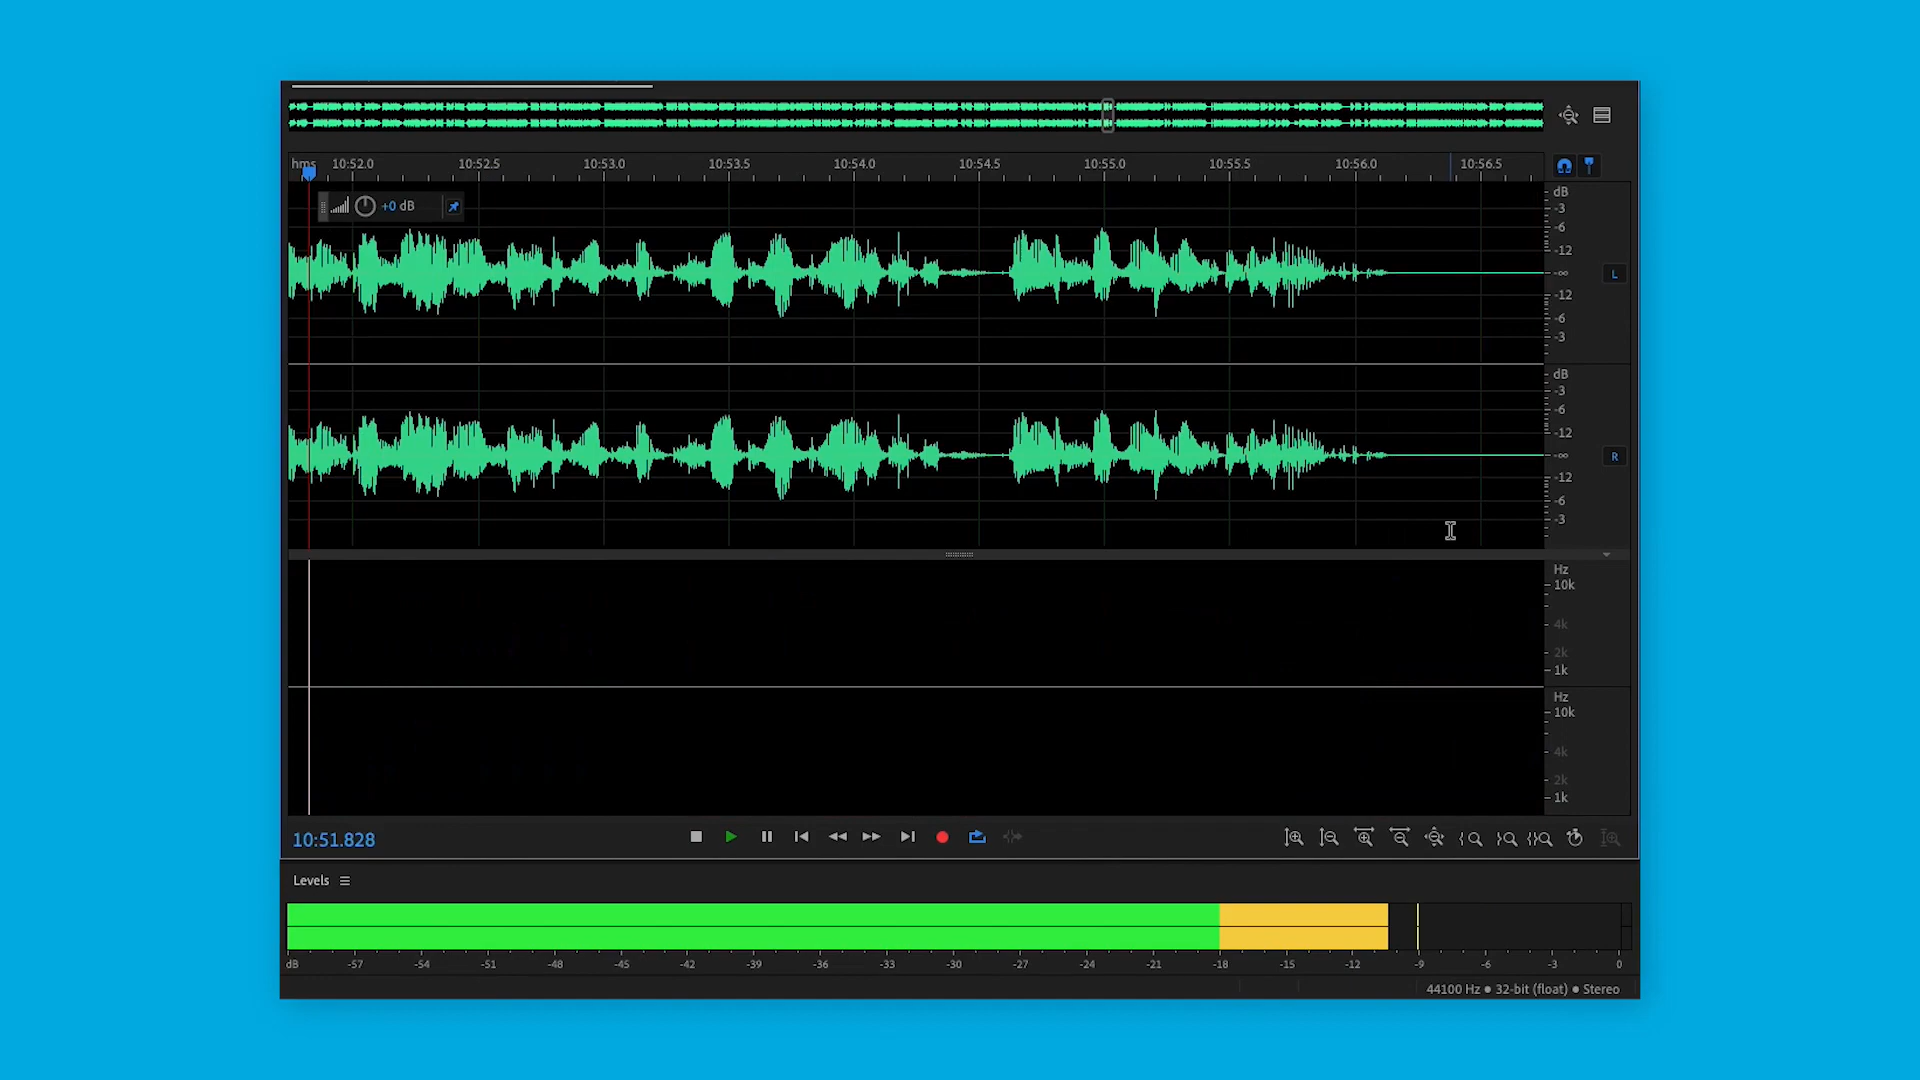 hms 10:52.0 10:52.5 10:53.0 10:53.5 10:54.0 10:54.5 10:55.0 10:55.5 10:56.0 10:56.5
+0 dB
dB
-3
-6
-12
-∞
-12
-6
-3
L
dB
-3
-6
-12
-∞
-12
-6
-3
R
Hz
10k
4k
2k
1k
Hz
10k
4k
2k
1k
10:51.828
Levels
dB -57 -54 -51 -48 -45 -42 -39 -36 -33 -30 -27 -24 -21 -18 -15 -12 -9 -6 -3 0
44100 Hz ● 32-bit (float) ● Stereo